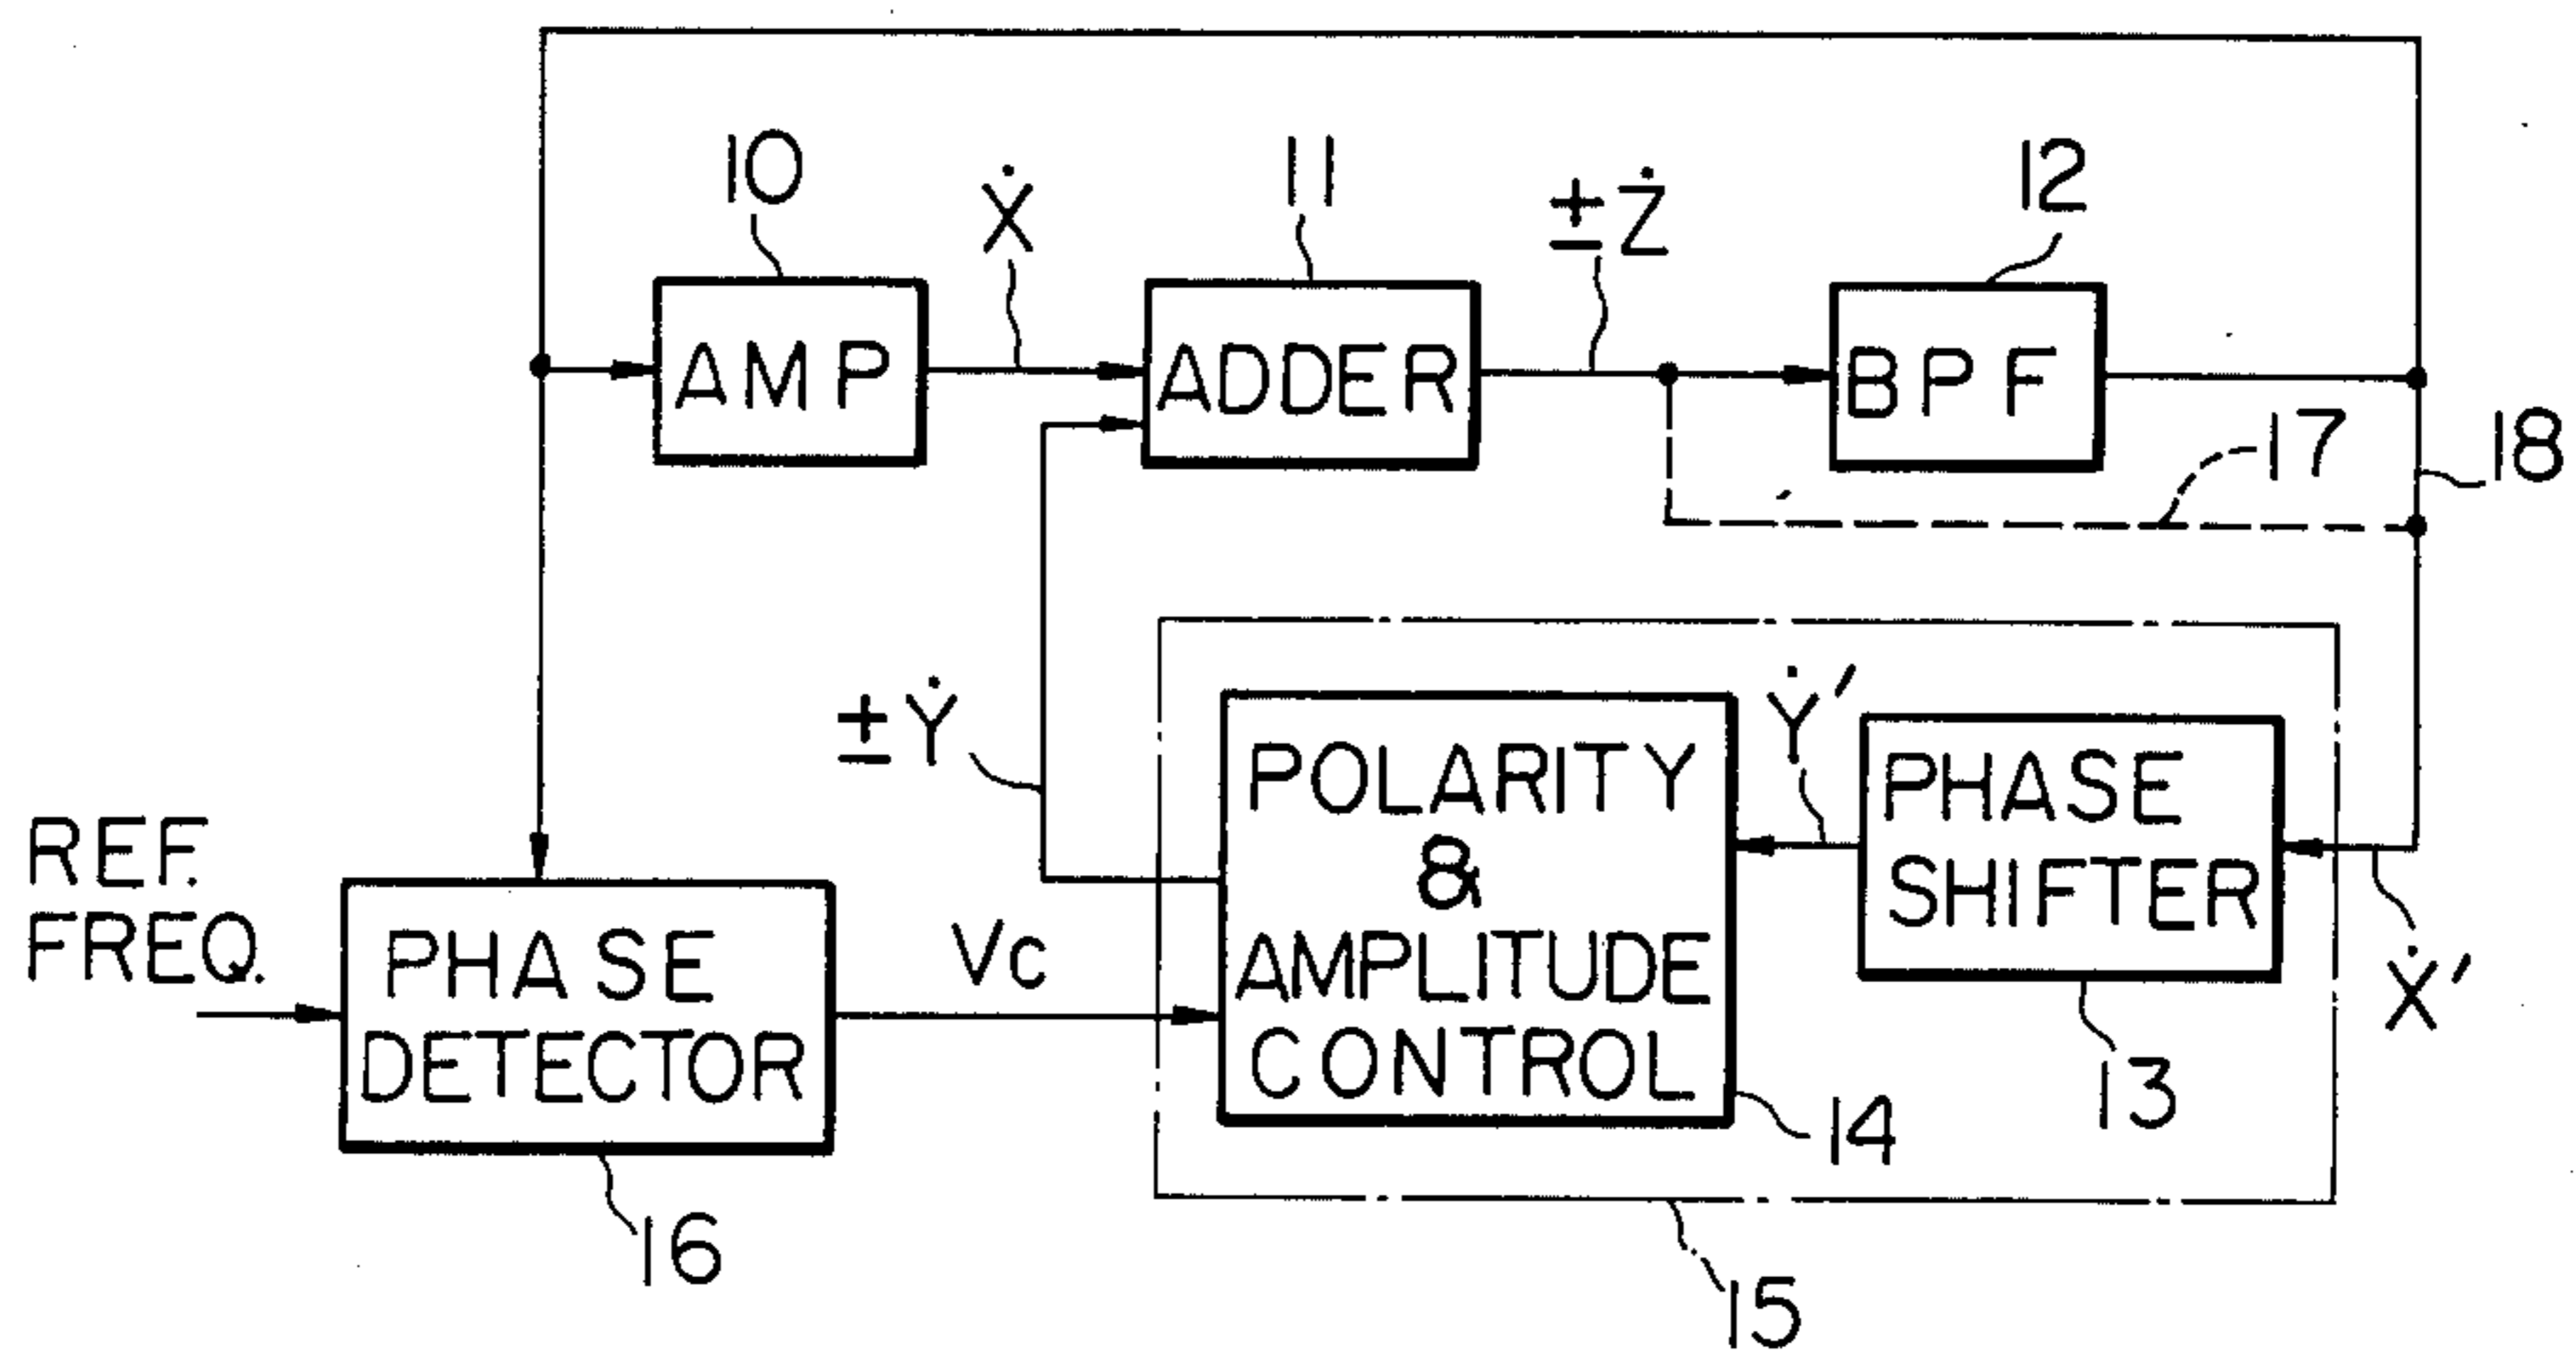 10
Ẋ
11
±Ż
12
AMP
ADDER
BPF
17
18
±Ẏ
POLARITY
&
AMPLITUDE
CONTROL
Ẏ′
PHASE
SHIFTER
REF.
FREQ.
PHASE
DETECTOR
Vc
Ẋ′
13
14
16
15